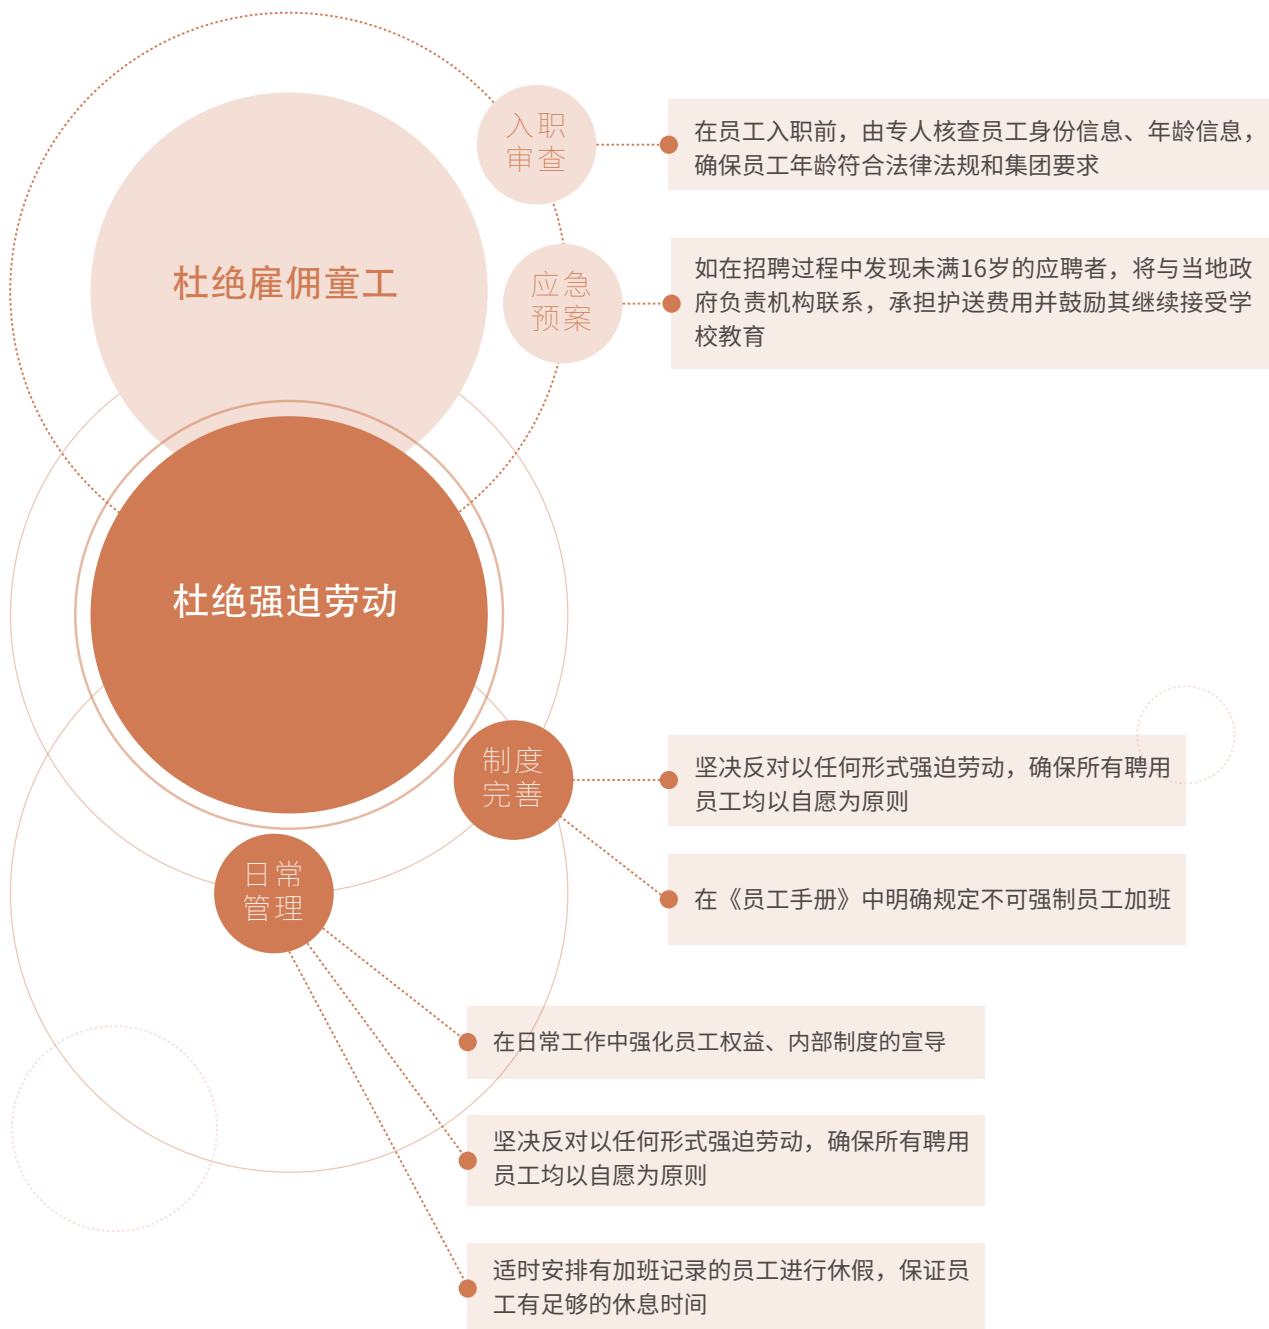 杜绝雇佣童工
入职
审查
在员工入职前，由专人核查员工身份信息、年龄信息，
确保员工年龄符合法律法规和集团要求
应急
预案
如在招聘过程中发现未满16岁的应聘者，将与当地政
府负责机构联系，承担护送费用并鼓励其继续接受学
校教育
杜绝强迫劳动
制度
完善
坚决反对以任何形式强迫劳动，确保所有聘用
员工均以自愿为原则
在《员工手册》中明确规定不可强制员工加班
日常
管理
在日常工作中强化员工权益、内部制度的宣导
坚决反对以任何形式强迫劳动，确保所有聘用
员工均以自愿为原则
适时安排有加班记录的员工进行休假，保证员
工有足够的休息时间